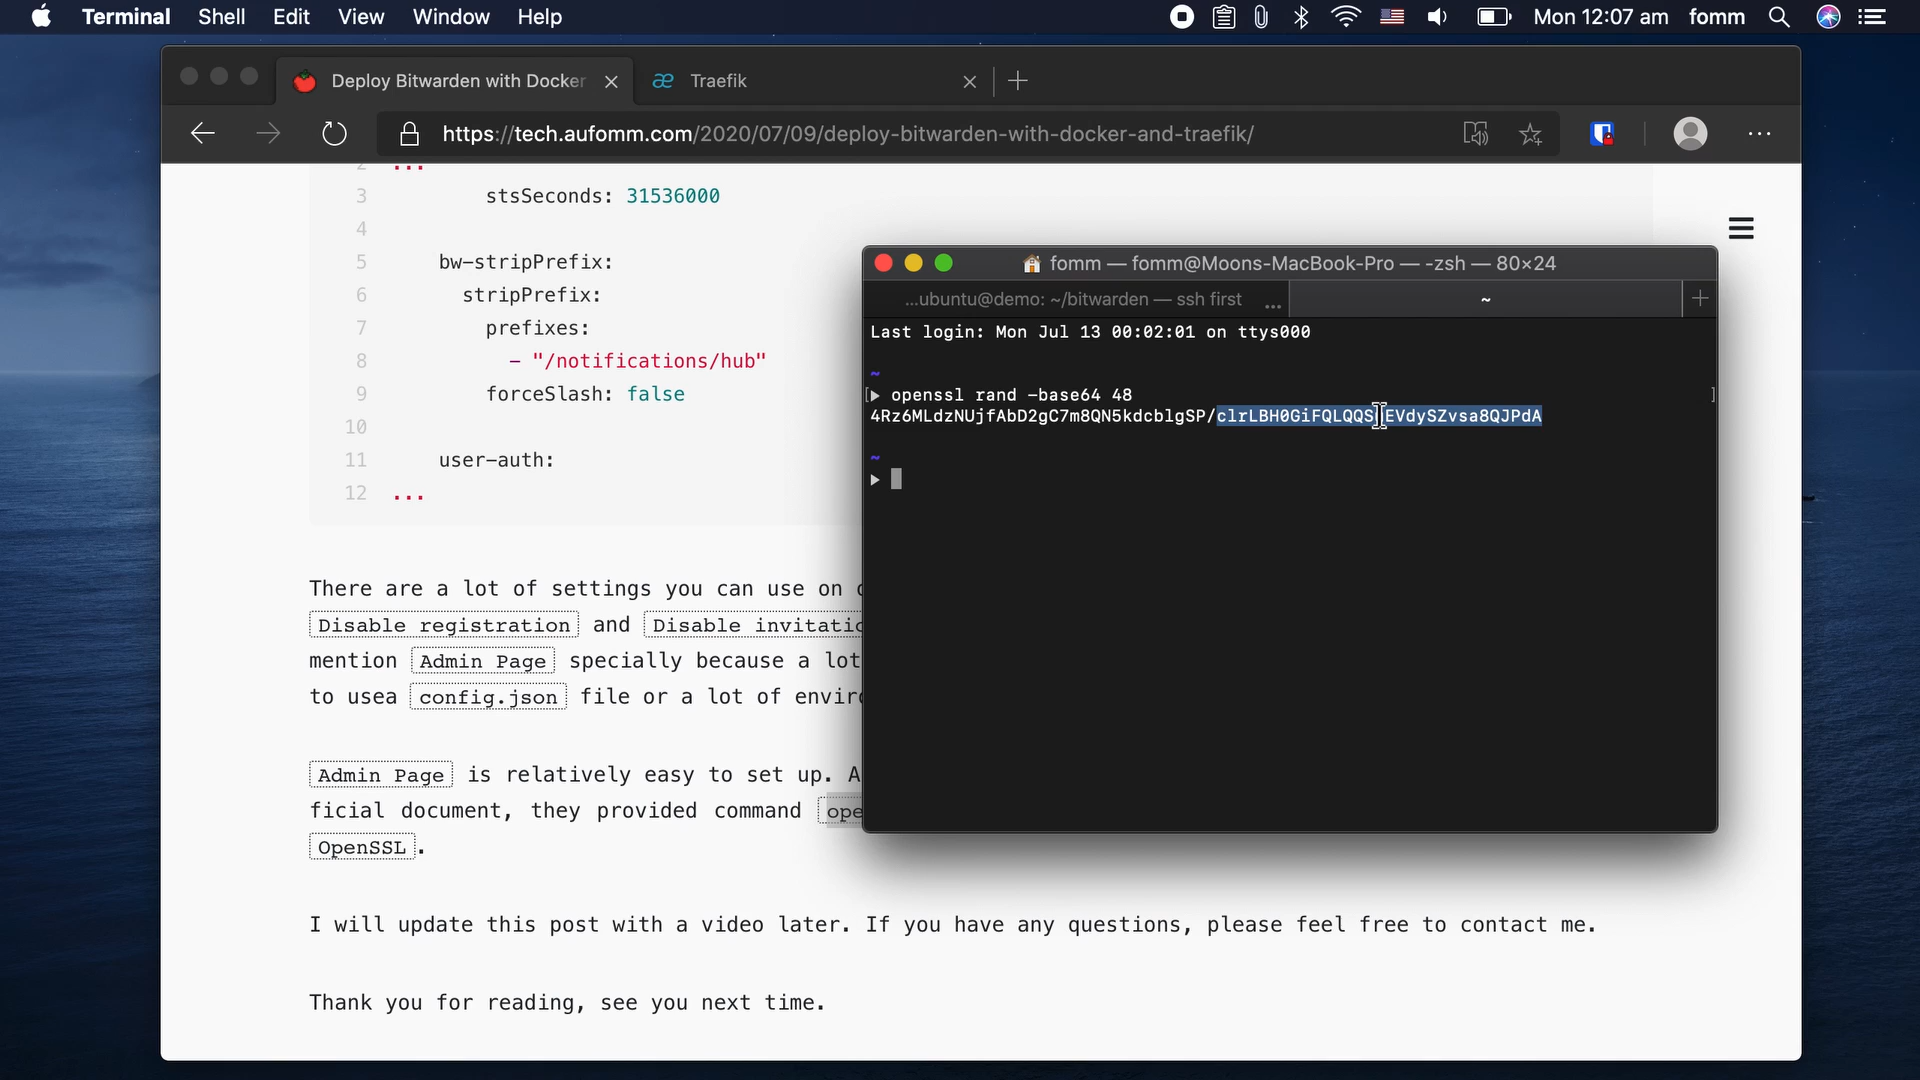 Terminal Shell Edit View Window Help Mon 12:07 am fomm
Deploy Bitwarden with Docker
Traefik
https://tech.aufomm.com/2020/07/09/deploy-bitwarden-with-docker-and-traefik/
2 ...
3 stsSeconds: 31536000
4
5 bw-stripPrefix:
6 stripPrefix:
7 prefixes:
8 - "/notifications/hub"
9 forceSlash: false
10
11 user-auth:
12 ...
There are a lot of settings you can use on
Disable registration and Disable invitatio
mention Admin Page specially because a lot
to usea config.json file or a lot of enviro
Admin Page is relatively easy to set up. A
ficial document, they provided command ope
OpenSSL.
I will update this post with a video later. If you have any questions, please feel free to contact me.
Thank you for reading, see you next time.
fomm — fomm@Moons-MacBook-Pro — -zsh — 80×24
...ubuntu@demo: ~/bitwarden — ssh first ...
~
Last login: Mon Jul 13 00:02:01 on ttys000
~
openssl rand -base64 48
~